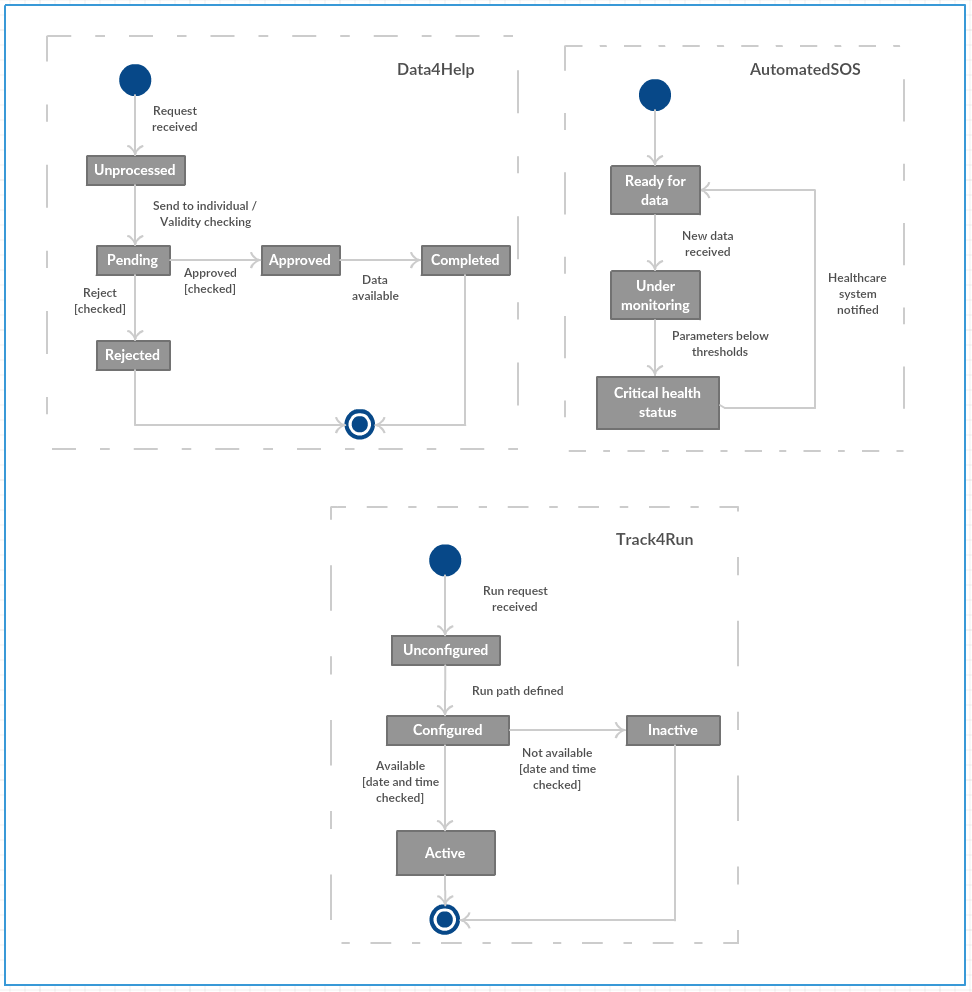 Data4Help
Request
received
Unprocessed
Send to individual /
Validity checking
Pending
Approved
[checked]
Approved
Data
available
Completed
Reject
[checked]
Rejected
AutomatedSOS
Ready for
data
New data
received
Under
monitoring
Healthcare
system
notified
Parameters below
thresholds
Critical health
status
Track4Run
Run request
received
Unconfigured
Run path defined
Configured
Not available
[date and time
checked]
Inactive
Available
[date and time
checked]
Active